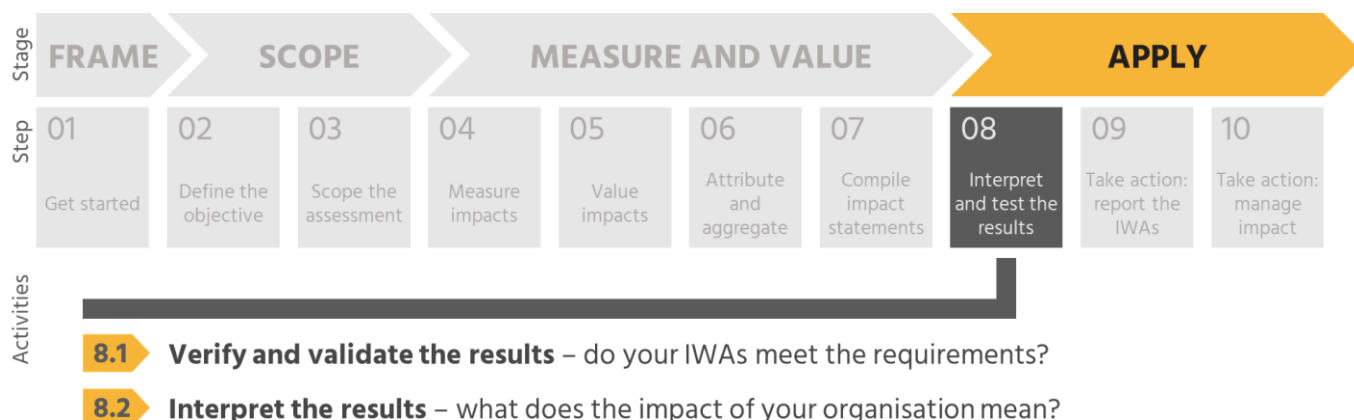 Stage
FRAME
SCOPE
MEASURE AND VALUE
APPLY
Step
01
Get started
02
Define the
objective
03
Scope the
assessment
04
Measure
impacts
05
Value
impacts
06
Attribute
and
aggregate
07
Compile
impact
statements
08
Interpret
and test the
results
09
Take action:
report the
IWAs
10
Take action:
manage
impact
Activities
8.1 Verify and validate the results – do your IWAs meet the requirements?
8.2 Interpret the results – what does the impact of your organisation mean?